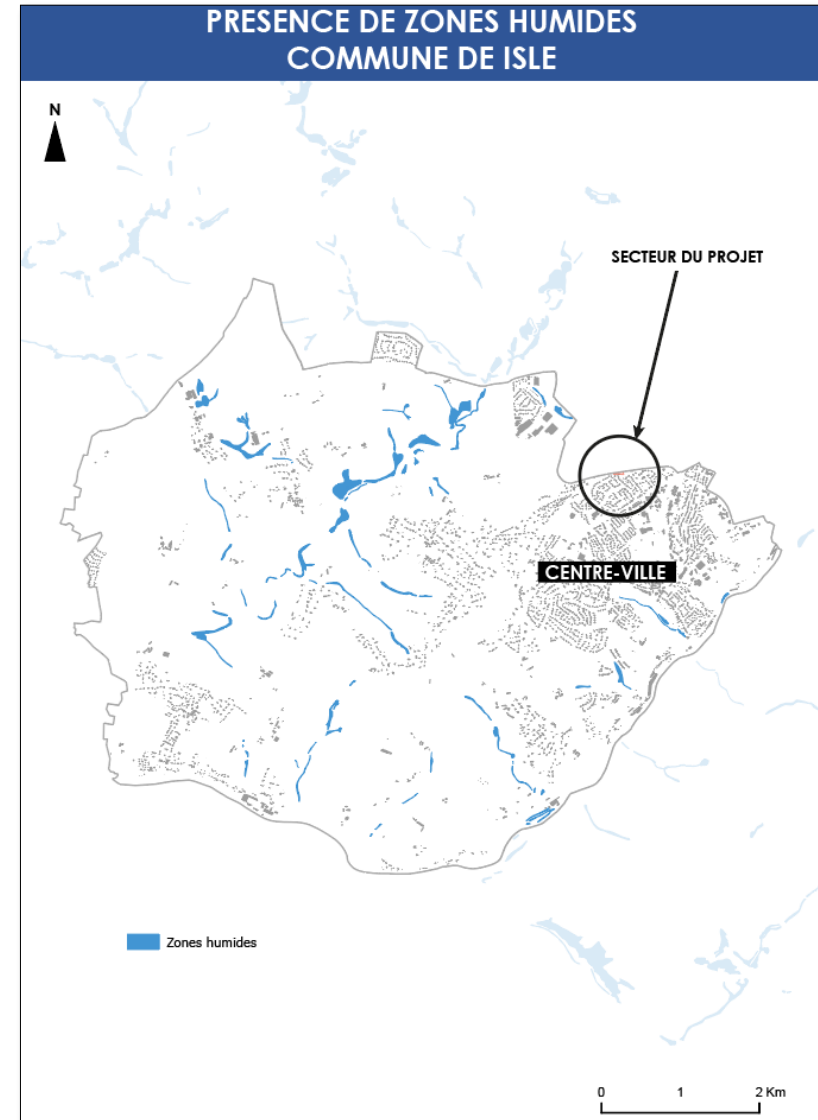 PRESENCE DE ZONES HUMIDES
COMMUNE DE ISLE
N
SECTEUR DU PROJET
CENTRE-VILLE
Zones humides
0 1 2 Km